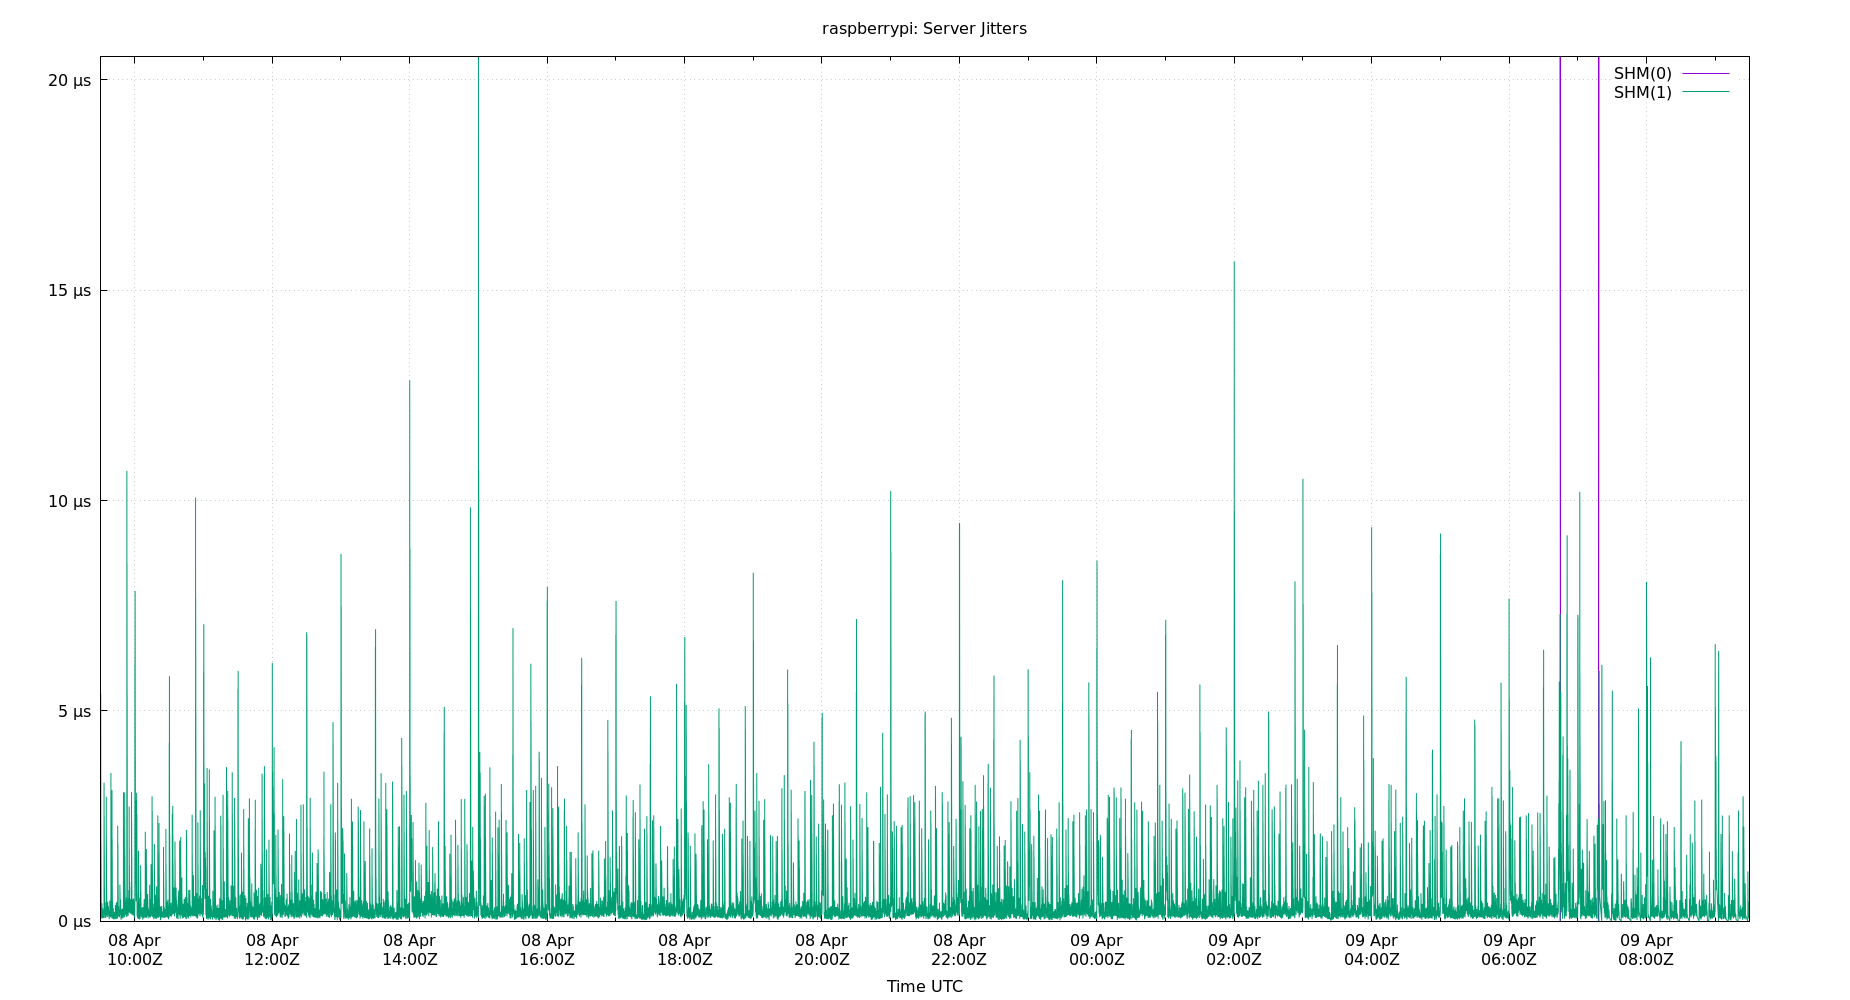 raspberrypi: Server Jitters
SHM(0)
SHM(1)
20 µs
15 µs
10 µs
5 µs
0 µs
08 Apr 08 Apr 08 Apr 08 Apr 08 Apr 08 Apr 08 Apr 09 Apr 09 Apr 09 Apr 09 Apr 09 Apr
10:00Z 12:00Z 14:00Z 16:00Z 18:00Z 20:00Z 22:00Z 00:00Z 02:00Z 04:00Z 06:00Z 08:00Z
Time UTC